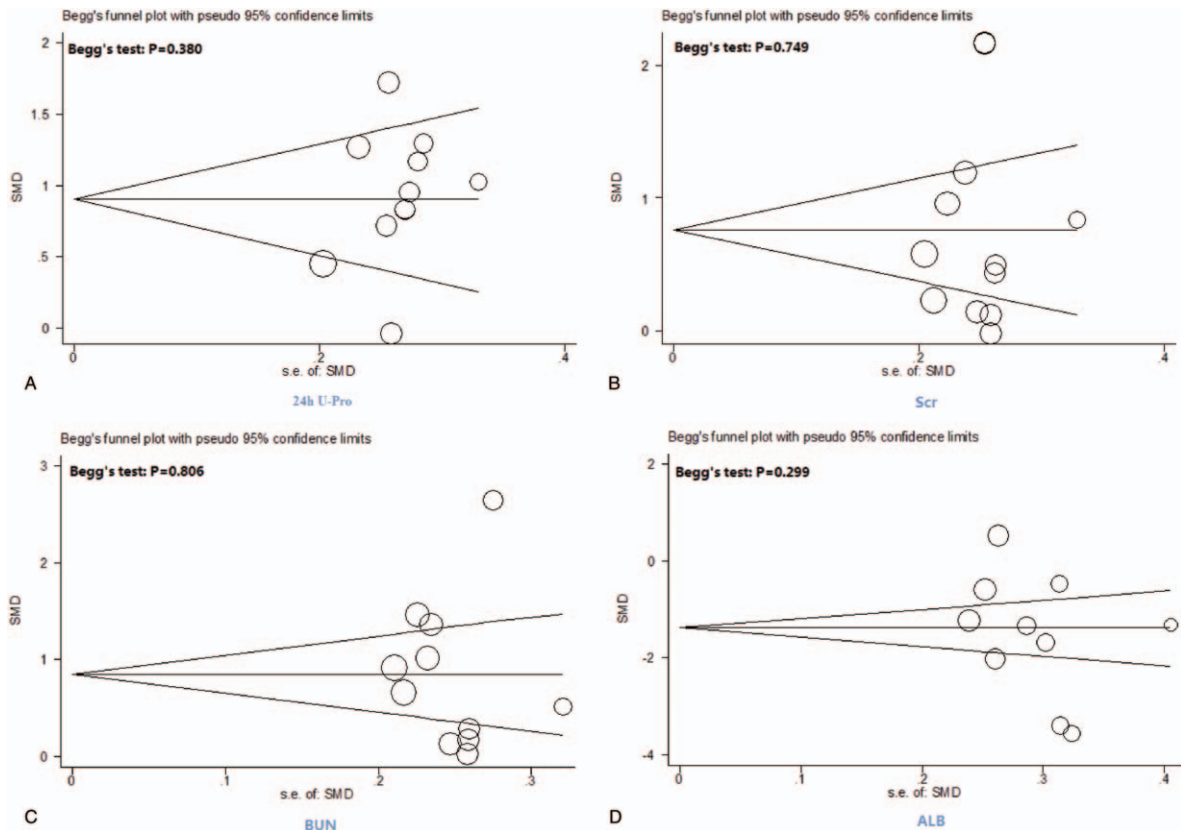 Begg's funnel plot with pseudo 95% confidence limits
Begg's test: P=0.380
2
1.5
1
.5
0
SMD
0
.2
.4
s.e. of: SMD
A
24h U-Pro
Begg's funnel plot with pseudo 95% confidence limits
Begg's test: P=0.749
2
1
0
SMD
0
.2
.4
s.e. of: SMD
B
Scr
Begg's funnel plot with pseudo 95% confidence limits
Begg's test: P=0.806
3
2
1
0
SMD
0
.1
.2
.3
s.e. of: SMD
C
BUN
Begg's funnel plot with pseudo 95% confidence limits
Begg's test: P=0.299
2
0
-2
-4
SMD
0
.1
.2
.3
.4
s.e. of: SMD
D
ALB